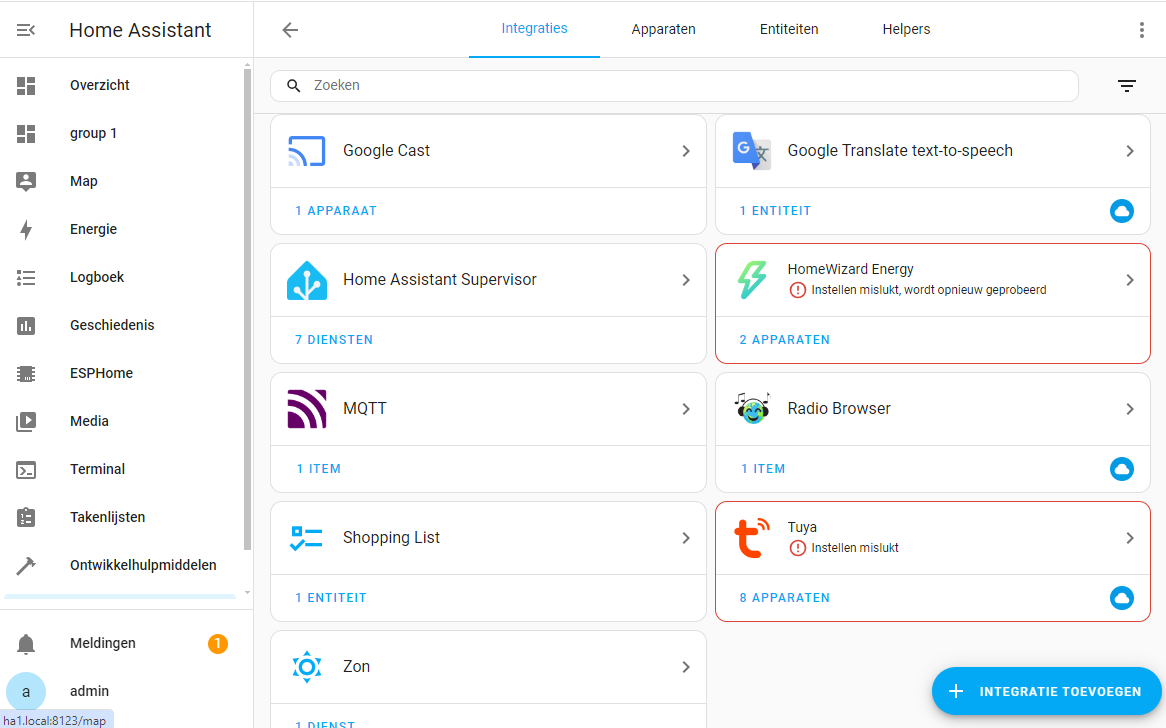 Home Assistant
Overzicht
group 1
Map
Energie
Logboek
Geschiedenis
ESPHome
Media
Terminal
Takenlijsten
Ontwikkelhulpmiddelen
Meldingen
1
a
admin
ha1.local:8123/map
Integraties
Apparaten
Entiteiten
Helpers
Zoeken
Google Cast
1 APPARAAT
Google Translate text-to-speech
1 ENTITEIT
Home Assistant Supervisor
7 DIENSTEN
HomeWizard Energy
Instellen mislukt, wordt opnieuw geprobeerd
2 APPARATEN
MQTT
1 ITEM
Radio Browser
1 ITEM
Shopping List
1 ENTITEIT
Tuya
Instellen mislukt
8 APPARATEN
Zon
1 DIENST
INTEGRATIE TOEVOEGEN